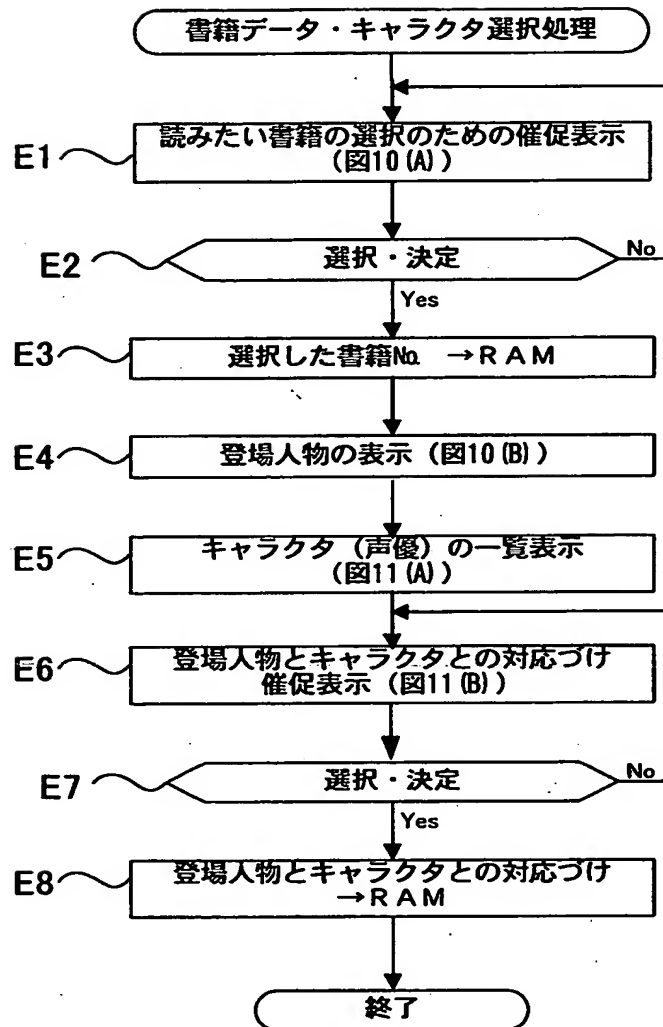 書籍データ・キャラクタ選択処理
E1
読みたい書籍の選択のための催促表示
(図10(A))
E2
選択・決定
No
Yes
E3
選択した書籍№ →RAM
E4
登場人物の表示(図10(B))
E5
キャラクタ(声優)の一覧表示
(図11(A))
E6
登場人物とキャラクタとの対応づけ
催促表示(図11(B))
E7
選択・決定
No
Yes
E8
登場人物とキャラクタとの対応づけ
→RAM
終了